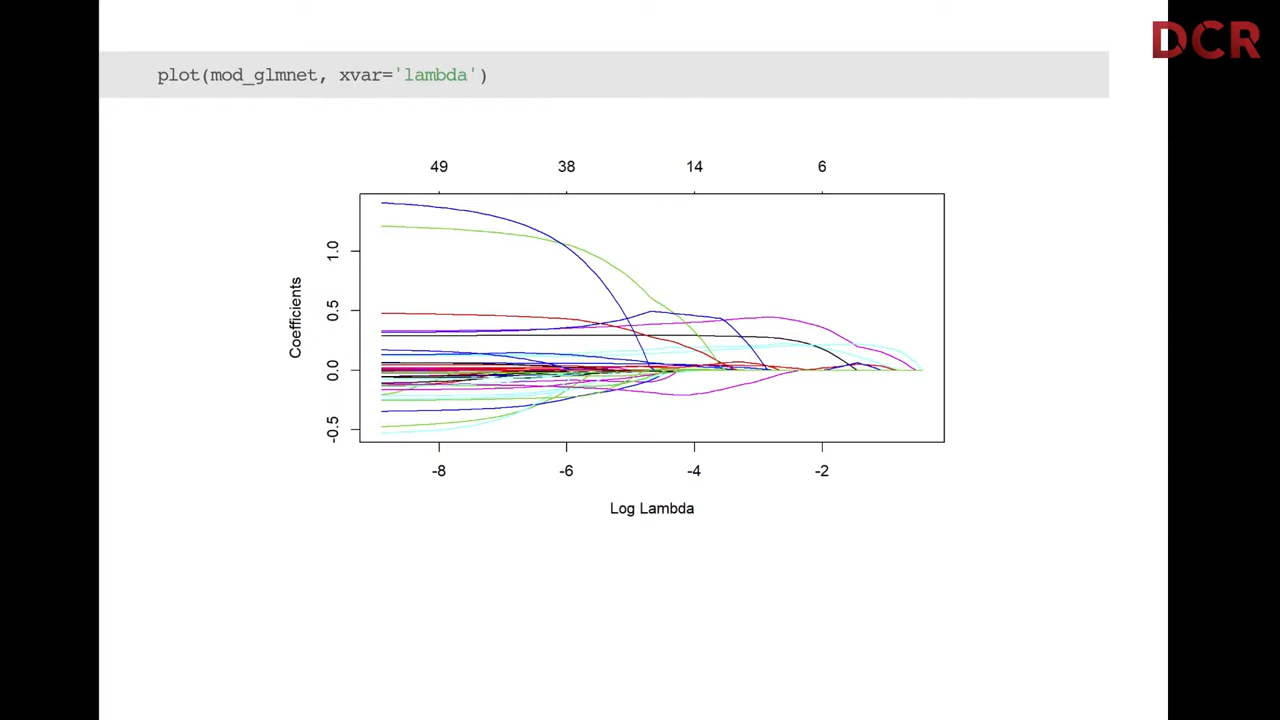 DCR
plot(mod_glmnet, xvar='lambda')
49 38 14 6
Coefficients
1.0
0.5
0.0
-0.5
-8 -6 -4 -2
Log Lambda